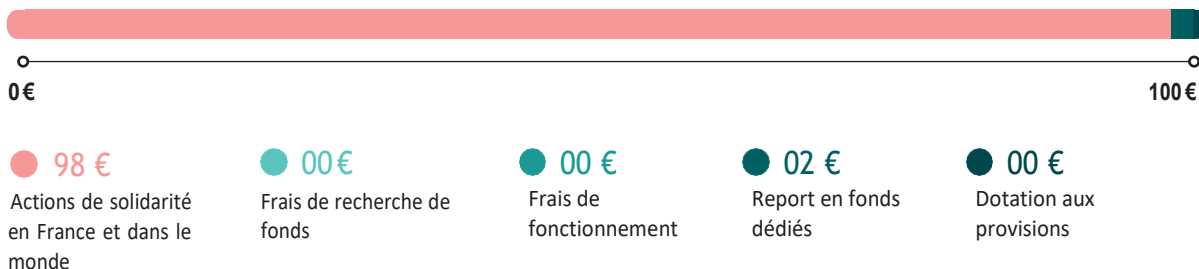 0 €
100 €
98 €
Actions de solidarité
en France et dans le
monde
00 €
Frais de recherche de
fonds
00 €
Frais de
fonctionnement
02 €
Report en fonds
dédiés
00 €
Dotation aux
provisions